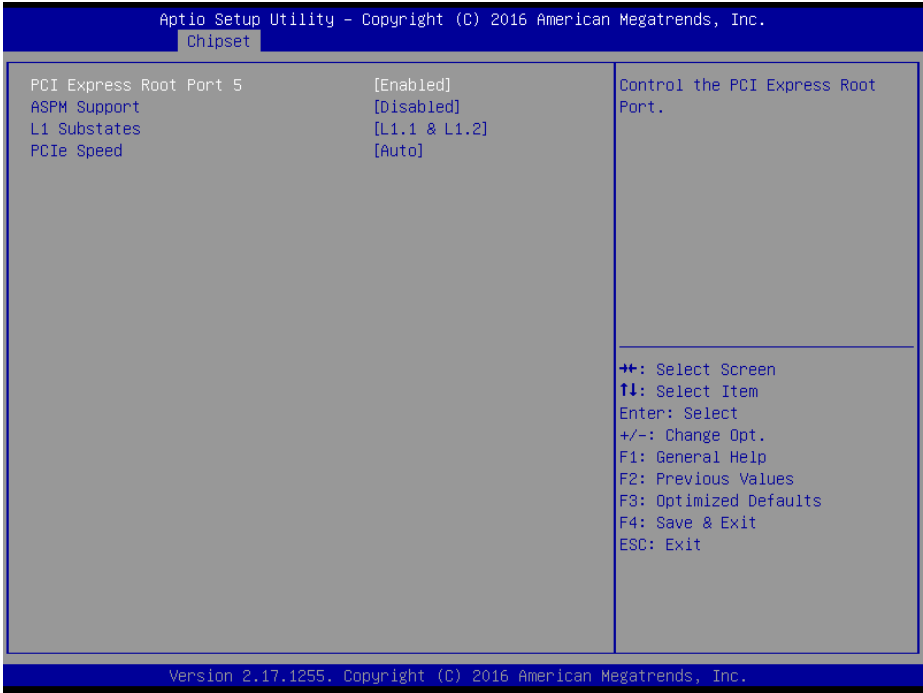 Aptio Setup Utility – Copyright (C) 2016 American Megatrends, Inc.
Chipset
PCI Express Root Port 5 [Enabled]
ASPM Support [Disabled]
L1 Substates [L1.1 & L1.2]
PCIe Speed [Auto]
Control the PCI Express Root
Port.
→←: Select Screen
↑↓: Select Item
Enter: Select
+/-: Change Opt.
F1: General Help
F2: Previous Values
F3: Optimized Defaults
F4: Save & Exit
ESC: Exit
Version 2.17.1255. Copyright (C) 2016 American Megatrends, Inc.